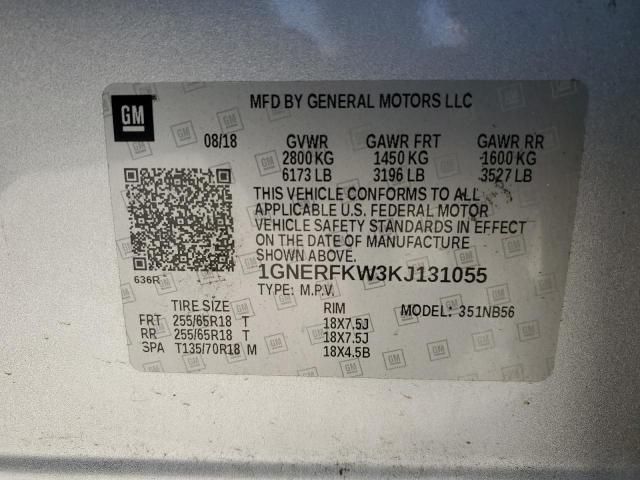 GM
MFD BY GENERAL MOTORS LLC
08/18 GVWR GAWR FRT GAWR RR
2800 KG 1450 KG 1600 KG
6173 LB 3196 LB 3527 LB
THIS VEHICLE CONFORMS TO ALL
APPLICABLE U.S. FEDERAL MOTOR
VEHICLE SAFETY STANDARDS IN EFFECT
ON THE DATE OF MANUFACTURE
SHOWN ABOVE.
636R
1GNERFKW3KJ131055
TYPE: M.P.V.
TIRE SIZE RIM MODEL: 351NB56
FRT 255/65R18 T 18X7.5J
RR 255/65R18 T 18X7.5J
SPA T135/70R18 M 18X4.5B